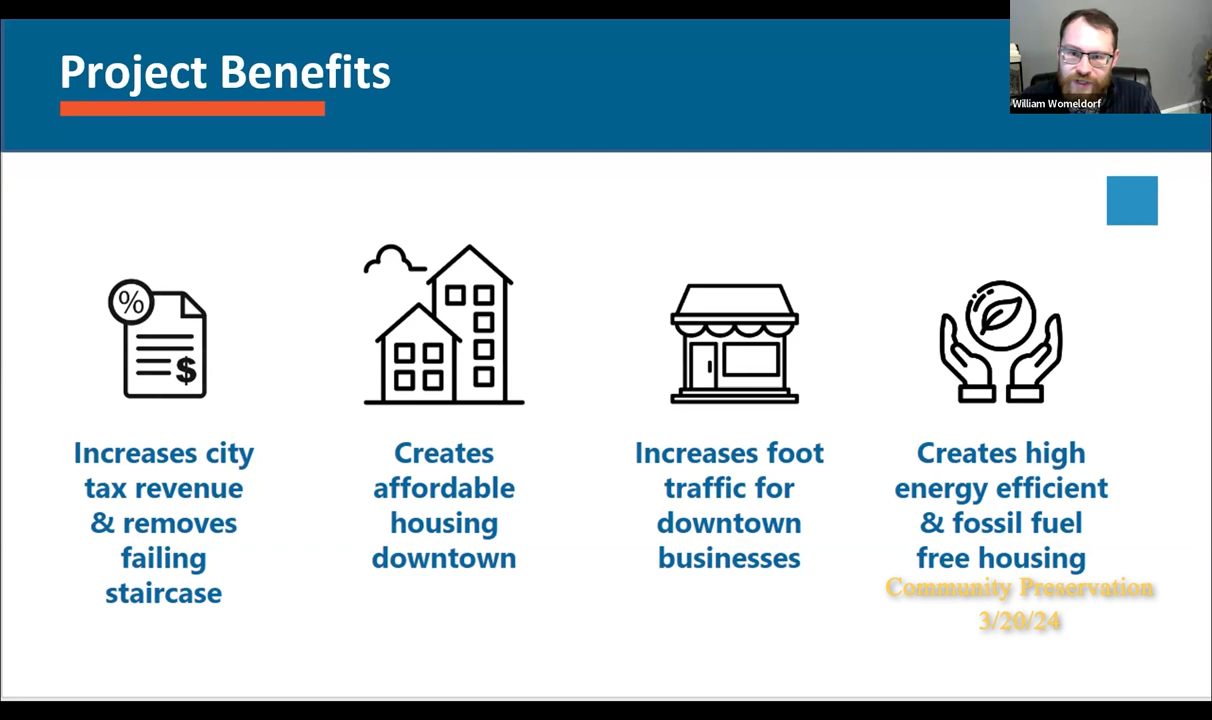 Project Benefits
William Womeldorf
%
$
Increases city
tax revenue
& removes
failing
staircase
Creates
affordable
housing
downtown
Increases foot
traffic for
downtown
businesses
Creates high
energy efficient
& fossil fuel
free housing
Community Preservation
3/20/24